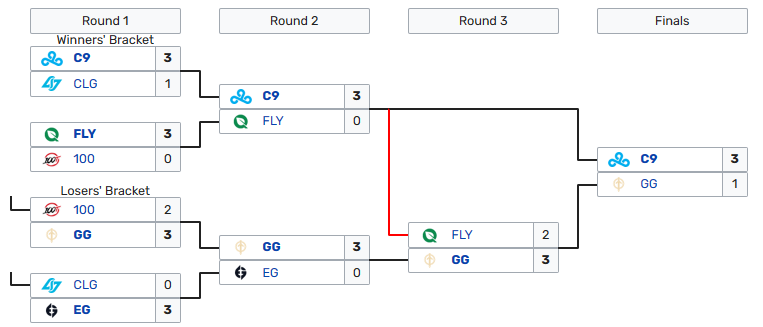 Round 1
Round 2
Round 3
Finals
Winners' Bracket
C9 3
CLG 1
FLY 3
100 0
C9 3
FLY 0
C9 3
GG 1
Losers' Bracket
100 2
GG 3
CLG 0
EG 3
GG 3
EG 0
FLY 2
GG 3